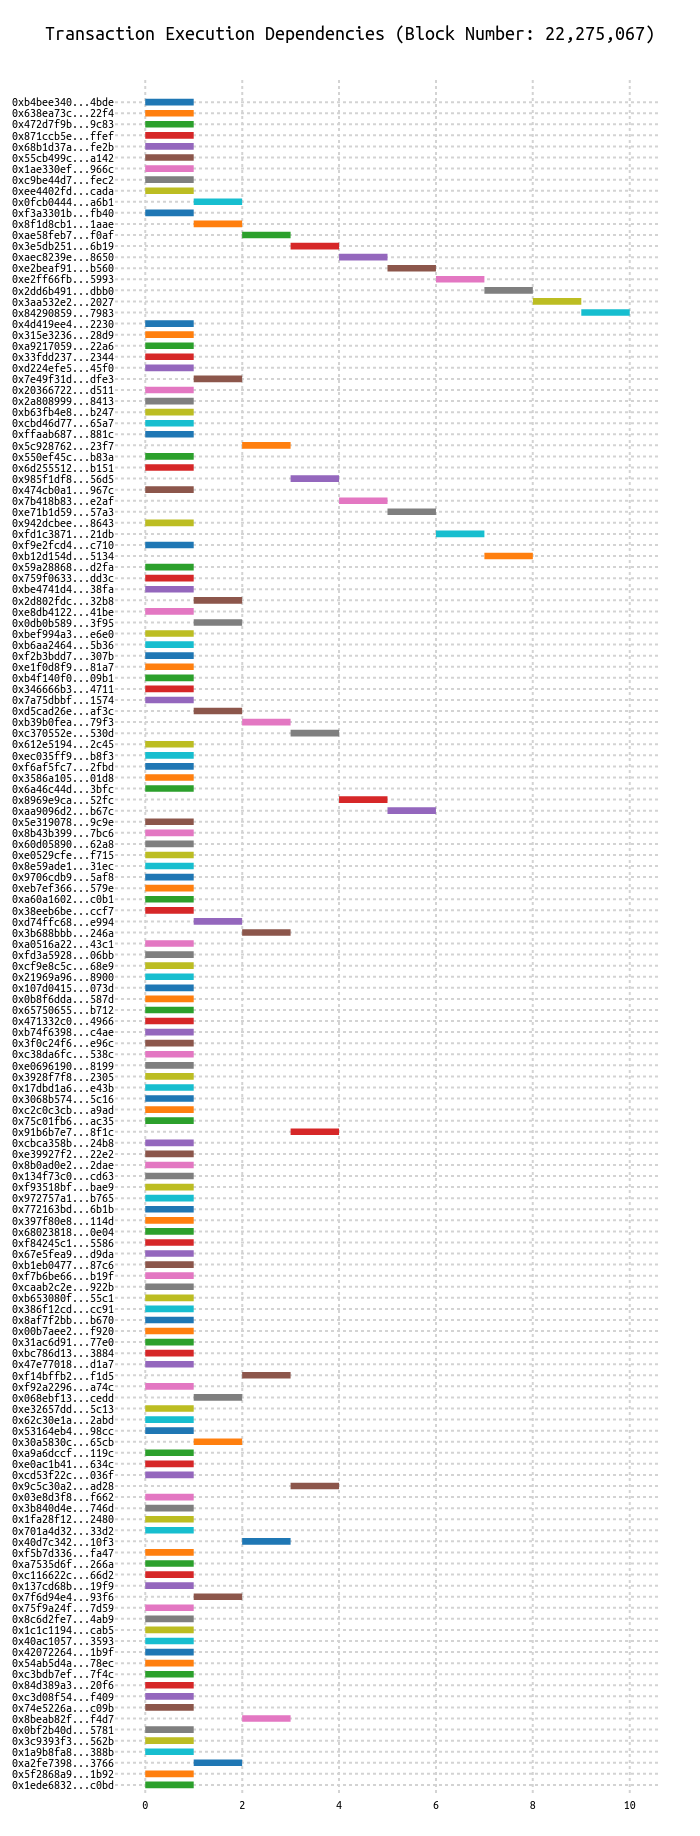 Transaction Execution Dependencies (Block Number: 22,275,067)
0xb4bee340...4bde
0x638ea73c...22f4
0x472d7f9b...9c83
0x871ccb5e...ffef
0x68b1d37a...fe2b
0x55cb499c...a142
0x1ae330ef...966c
0xc9be44d7...fec2
0xee4402fd...cada
0x0fcb0444...a6b1
0xf3a3301b...fb40
0x8f1d8cb1...1aae
0xae58feb7...f0af
0x3e5db251...6b19
0xaec8239e...8650
0xe2beaf91...b560
0xe2ff66fb...5993
0x2dd6b491...dbb0
0x3aa532e2...2027
0x84290859...7983
0x4d419ee4...2230
0x315e3236...28d9
0xa9217059...22a6
0x33fdd237...2344
0xd224efe5...45f0
0x7e49f31d...dfe3
0x20366722...d511
0x2a808999...8413
0xb63fb4e8...b247
0xcbd46d77...65a7
0xffaab687...881c
0x5c928762...23f7
0x550ef45c...b83a
0x6d255512...b151
0x985f1df8...56d5
0x474cb0a1...967c
0x7b418b83...e2af
0xe71b1d59...57a3
0x942dcbee...8643
0xfd1c3871...21db
0xf9e2fcd4...c710
0xb12d154d...5134
0x59a28868...d2fa
0x759f0633...dd3c
0xbe4741d4...38fa
0x2d802fdc...32b8
0xe8db4122...41be
0x0db0b589...3f95
0xbef994a3...e6e0
0xb6aa2464...5b36
0xf2b3bdd7...307b
0xe1f0d8f9...81a7
0xb4f140f0...09b1
0x346666b3...4711
0x7a75dbbf...1574
0xd5cad26e...af3c
0xb39b0fea...79f3
0xc370552e...530d
0x612e5194...2c45
0xec035ff9...b8f3
0xf6af5fc7...2fbd
0x3586a105...01d8
0x6a46c44d...3bfc
0x8969e9ca...52fc
0xaa9096d2...b67c
0x5e319078...9c9e
0x8b43b399...7bc6
0x60d05890...62a8
0xe0529cfe...f715
0x8e59ade1...31ec
0x9706cdb9...5af8
0xeb7ef366...579e
0xa60a1602...c0b1
0x38eeb6be...ccf7
0xd74ffc68...e994
0x3b688bbb...246a
0xa0516a22...43c1
0xfd3a5928...06bb
0xcf9e8c5c...68e9
0x21969a96...8900
0x107d0415...073d
0x0b8f6dda...587d
0x65750655...b712
0x471332c0...4966
0xb74f6398...c4ae
0x3f0c24f6...e96c
0xc38da6fc...538c
0xe0696190...8199
0x3928f7f8...2305
0x17dbd1a6...e43b
0x3068b574...5c16
0xc2c0c3cb...a9ad
0x75c01fb6...ac35
0x91b6b7e7...8f1c
0xcbca358b...24b8
0xe39927f2...22e2
0x8b0ad0e2...2dae
0x134f73c0...cd63
0xf93518bf...bae9
0x972757a1...b765
0x772163bd...6b1b
0x397f80e8...114d
0x68023818...0e04
0xf84245c1...5586
0x67e5fea9...d9da
0xb1eb0477...87c6
0xf7b6be66...b19f
0xcaab2c2e...922b
0xb653080f...55c1
0x386f12cd...cc91
0x8af7f2bb...b670
0x00b7aee2...f920
0x31ac6d91...77e0
0xbc786d13...3884
0x47e77018...d1a7
0xf14bffb2...f1d5
0xf92a2296...a74c
0x068ebf13...cedd
0xe32657dd...5c13
0x62c30e1a...2abd
0x53164eb4...98cc
0x30a5830c...65cb
0xa9a6dccf...119c
0xe0ac1b41...634c
0xcd53f22c...036f
0x9c5c30a2...ad28
0x03e8d3f8...f662
0x3b840d4e...746d
0x1fa28f12...2480
0x701a4d32...33d2
0x40d7c342...10f3
0xf5b7d336...fa47
0xa7535d6f...266a
0xc116622c...66d2
0x137cd68b...19f9
0x7f6d94e4...93f6
0x75f9a24f...7d59
0x8c6d2fe7...4ab9
0x1c1c1194...cab5
0x40ac1057...3593
0x42072264...1b9f
0x54ab5d4a...78ec
0xc3bdb7ef...7f4c
0x84d389a3...20f6
0xc3d08f54...f409
0x74e5226a...c09b
0x8beab82f...f4d7
0x0bf2b40d...5781
0x3c9393f3...562b
0x1a9b8fa8...388b
0xa2fe7398...3766
0x5f2868a9...1b92
0x1ede6832...c0bd
0 2 4 6 8 10